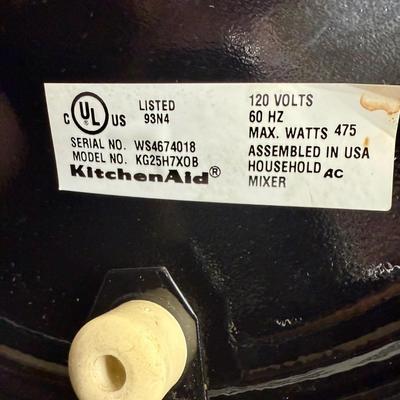 C UL US
LISTED
93N4
SERIAL NO. WS4674018
MODEL NO. KG25H7XOB
KitchenAid®
120 VOLTS
60 HZ
MAX. WATTS 475
ASSEMBLED IN USA
HOUSEHOLD AC
MIXER